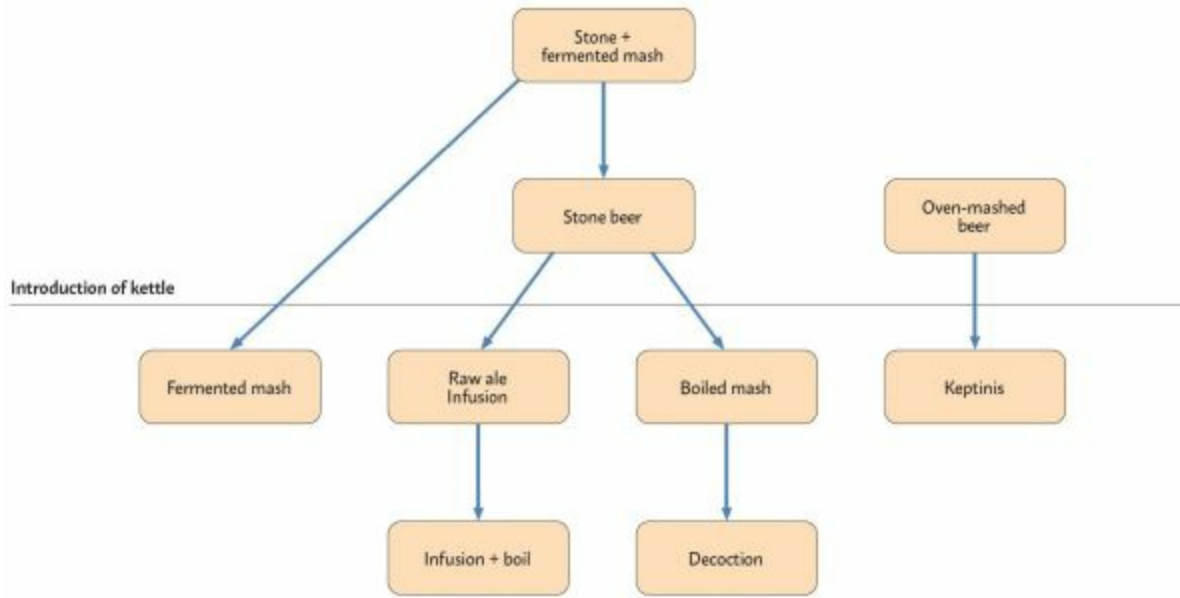 Stone +
fermented mash
Stone beer
Oven-mashed
beer
Introduction of kettle
Fermented mash
Raw ale
Infusion
Boiled mash
Keptinis
Infusion + boil
Decoction